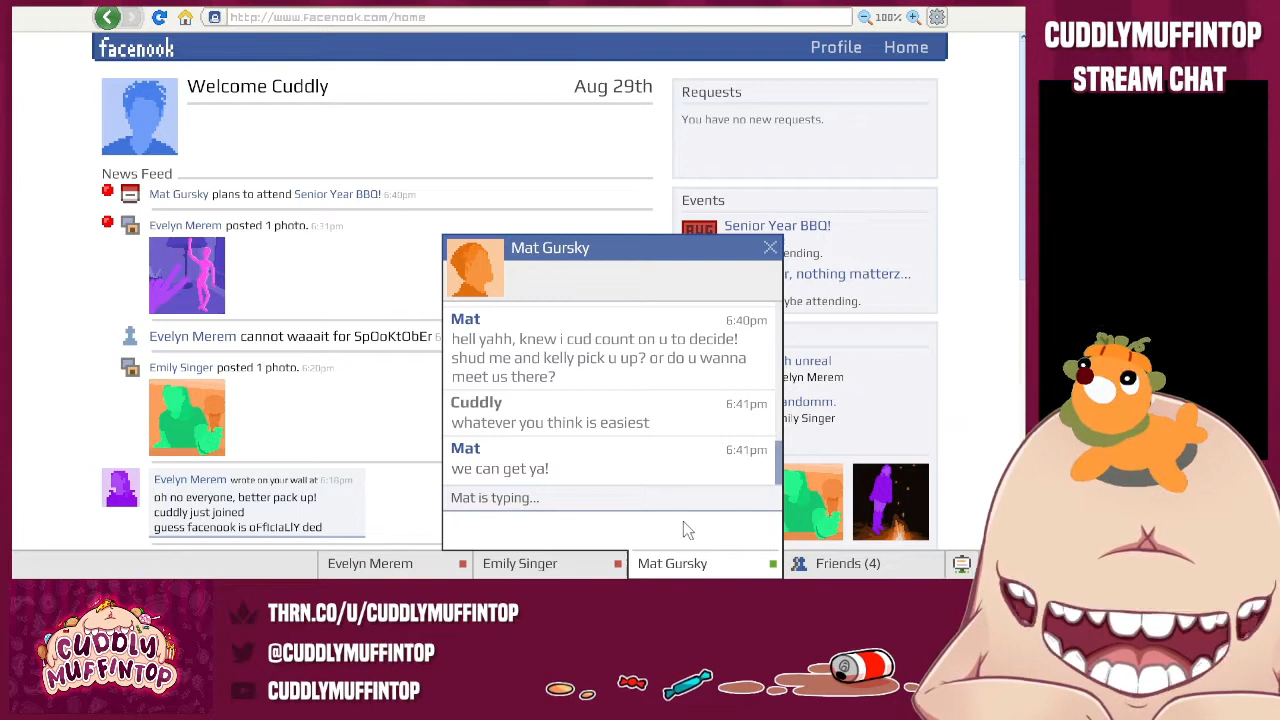 http://www.Facenook.com/home
100%
facenook
Profile Home
Welcome Cuddly
Aug 29th
News Feed
Mat Gursky plans to attend Senior Year BBQ! 6:40pm
Evelyn Merem posted 1 photo. 6:31pm
Evelyn Merem cannot waaait for SpOoKtObEr
Emily Singer posted 1 photo. 6:20pm
Evelyn Merem wrote on your wall at 6:18pm
oh no everyone, better pack up!
cuddly just joined
guess facenook is oFfIcIaLlY ded
Requests
You have no new requests.
Events
AUG
Senior Year BBQ!
ending.
r, nothing matterz...
ybe attending.
h unreal
elyn Merem
andomm.
ily Singer
Mat Gursky
Mat 6:40pm
hell yahh, knew i cud count on u to decide!
shud me and kelly pick u up? or do u wanna
meet us there?
Cuddly 6:41pm
whatever you think is easiest
Mat 6:41pm
we can get ya!
Mat is typing...
Evelyn Merem
Emily Singer
Mat Gursky
Friends (4)
CUDDLYMUFFINTOP
STREAM CHAT
CUDDLY
MUFFINTOP
THRN.CO/U/CUDDLYMUFFINTOP
@CUDDLYMUFFINTOP
CUDDLYMUFFINTOP